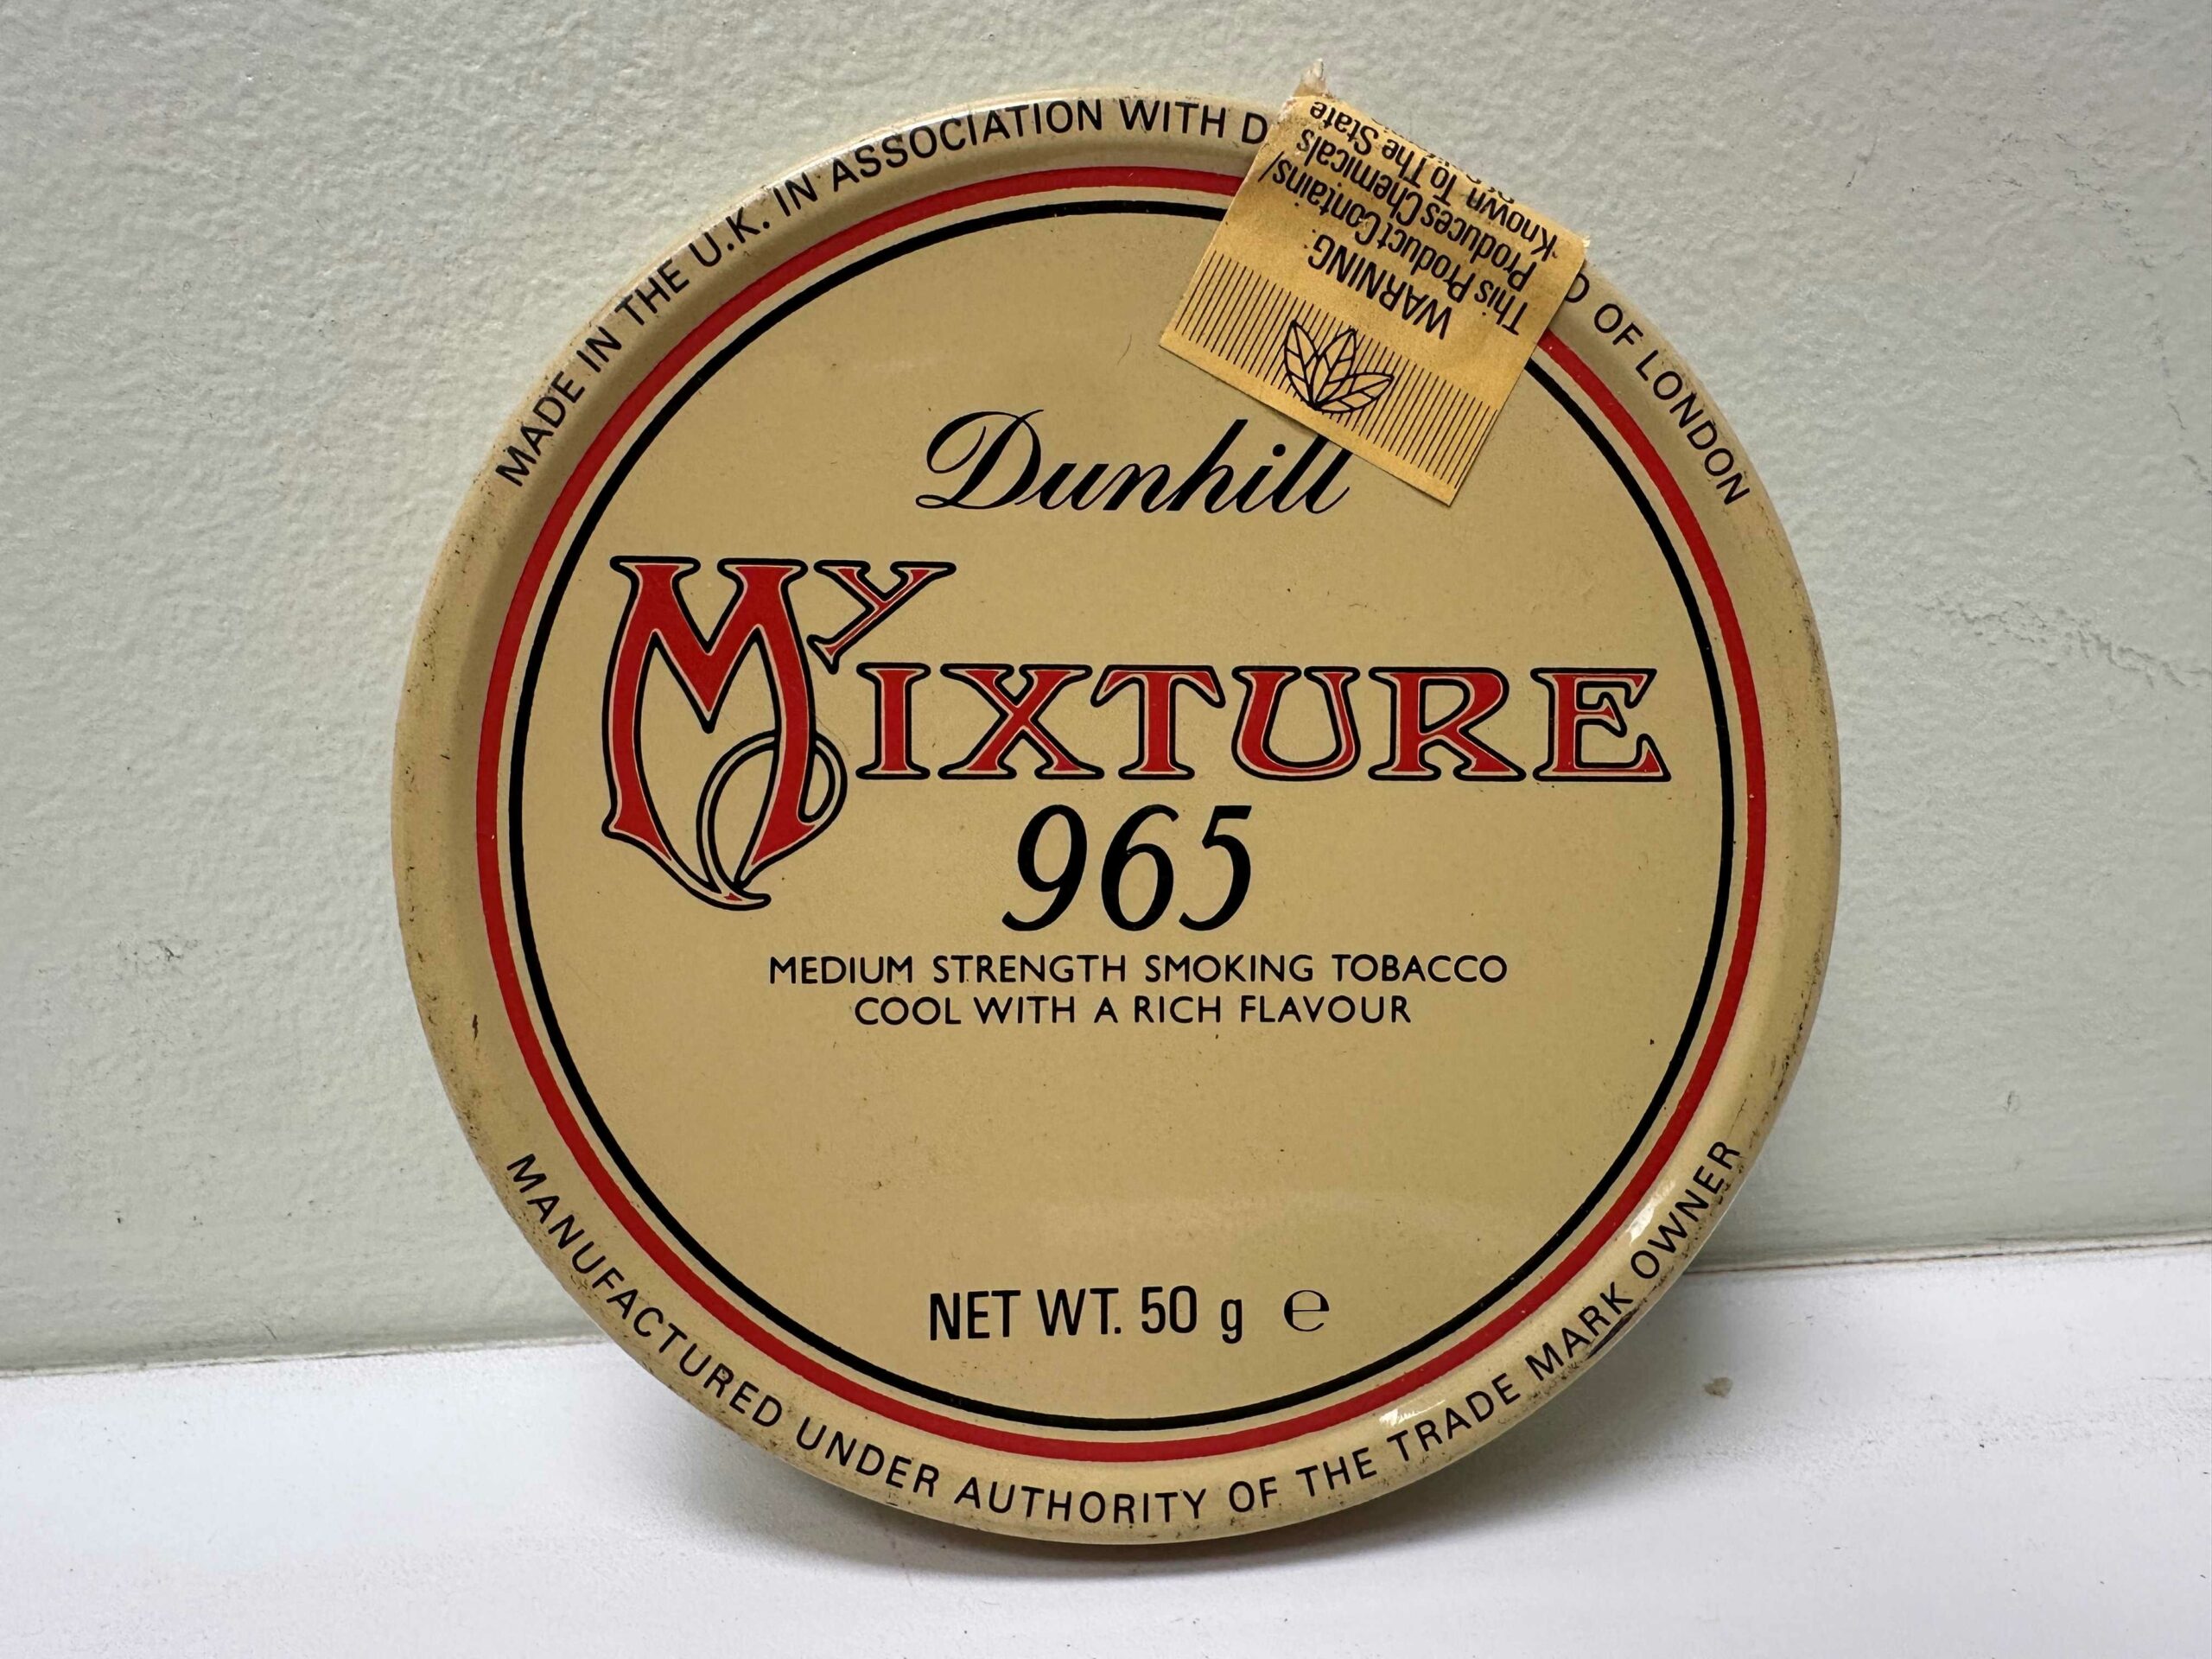 MADE IN THE U.K. IN ASSOCIATION WITH D
OF LONDON
WARNING:
This Product Contains/
Produces Chemicals
Known To The State
Dunhill
MY MIXTURE
965
MEDIUM STRENGTH SMOKING TOBACCO
COOL WITH A RICH FLAVOUR
NET WT. 50 g ℮
MANUFACTURED UNDER AUTHORITY OF THE TRADE MARK OWNER